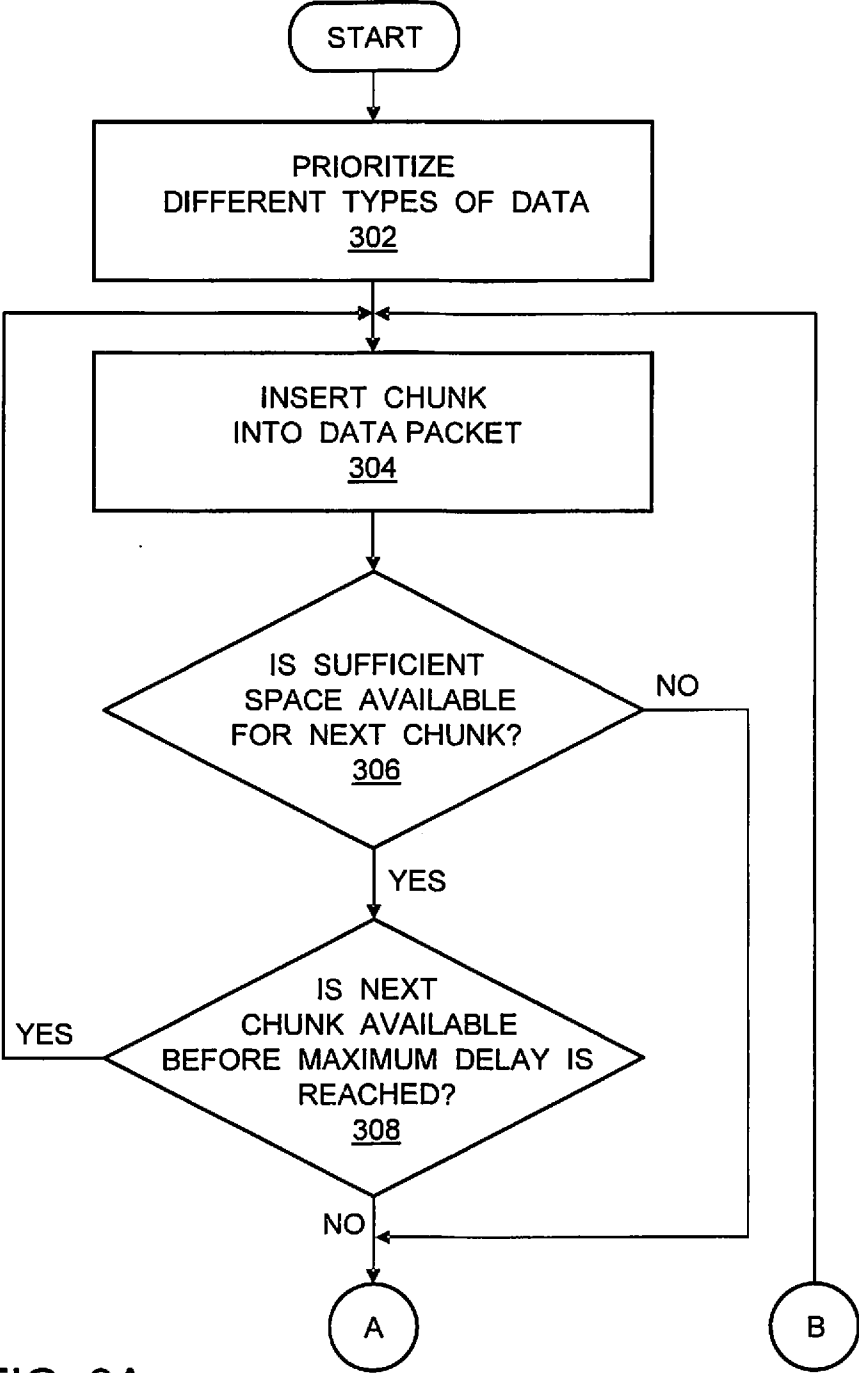 START
PRIORITIZE
DIFFERENT TYPES OF DATA
302
INSERT CHUNK
INTO DATA PACKET
304
IS SUFFICIENT
SPACE AVAILABLE
FOR NEXT CHUNK?
306
NO
YES
IS NEXT
CHUNK AVAILABLE
BEFORE MAXIMUM DELAY IS
REACHED?
308
YES
NO
A
B